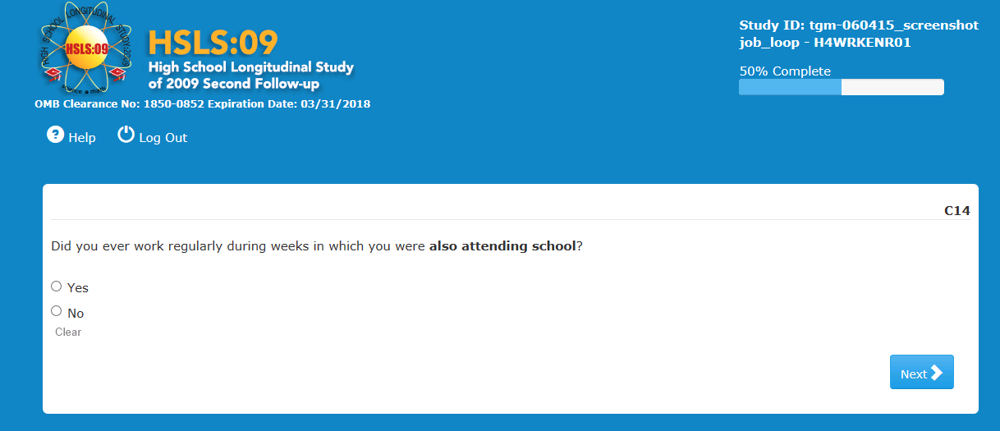 HIGH SCHOOL LONGITUDINAL STUDY:2009
HSLS:09
science & math
HSLS:09
High School Longitudinal Study
of 2009 Second Follow-up
OMB Clearance No: 1850-0852 Expiration Date: 03/31/2018
Study ID: tgm-060415_screenshot
job_loop - H4WRKENR01
50% Complete
? Help
Log Out
C14
Did you ever work regularly during weeks in which you were also attending school?
Yes
No
Clear
Next